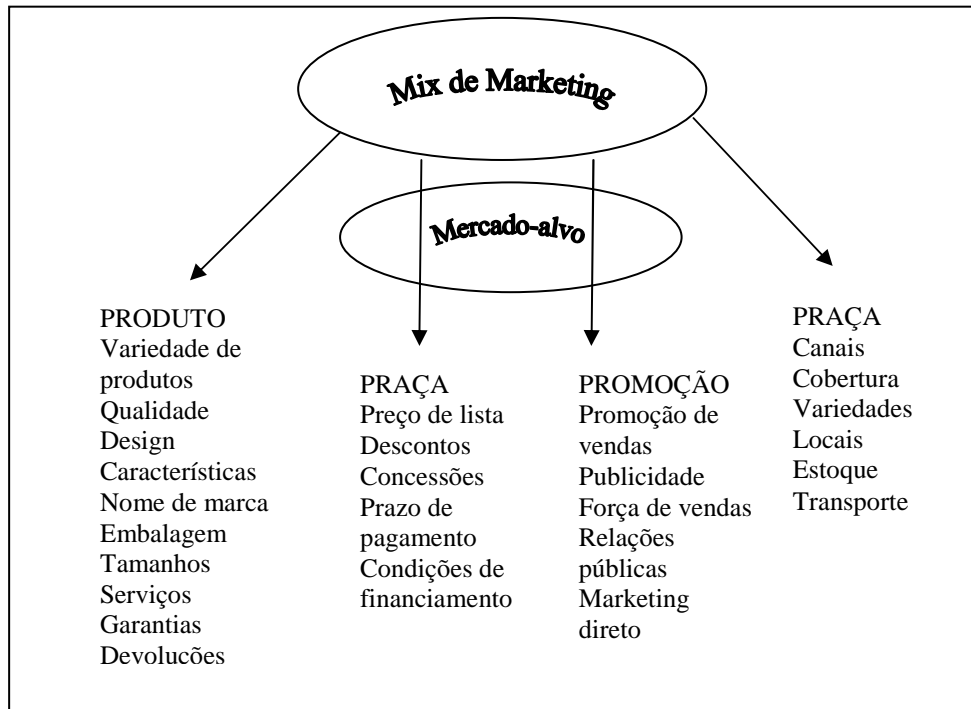 Mix de Marketing
Mercado-alvo
PRODUTO
Variedade de
produtos
Qualidade
Design
Características
Nome de marca
Embalagem
Tamanhos
Serviços
Garantias
Devolucões
PRAÇA
Preço de lista
Descontos
Concessões
Prazo de
pagamento
Condições de
financiamento
PROMOÇÃO
Promoção de
vendas
Publicidade
Força de vendas
Relações
públicas
Marketing
direto
PRAÇA
Canais
Cobertura
Variedades
Locais
Estoque
Transporte